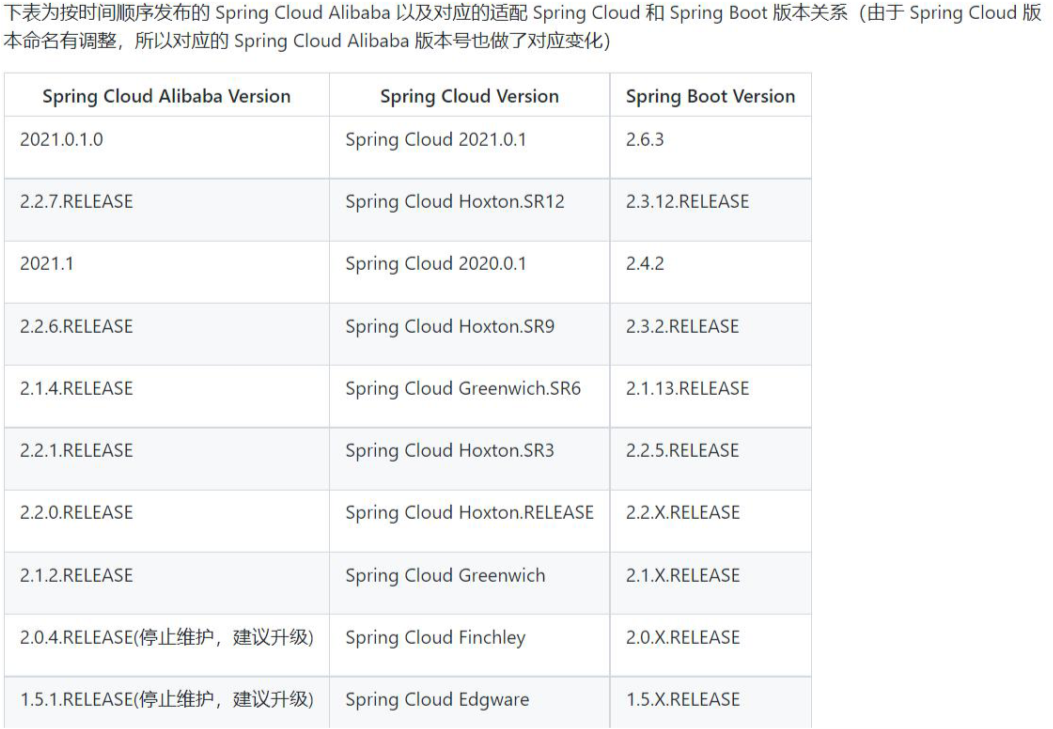 下表为按时间顺序发布的 Spring Cloud Alibaba 以及对应的适配 Spring Cloud 和 Spring Boot 版本关系（由于 Spring Cloud 版
本命名有调整，所以对应的 Spring Cloud Alibaba 版本号也做了对应变化）
Spring Cloud Alibaba Version Spring Cloud Version Spring Boot Version
2021.0.1.0 Spring Cloud 2021.0.1 2.6.3
2.2.7.RELEASE Spring Cloud Hoxton.SR12 2.3.12.RELEASE
2021.1 Spring Cloud 2020.0.1 2.4.2
2.2.6.RELEASE Spring Cloud Hoxton.SR9 2.3.2.RELEASE
2.1.4.RELEASE Spring Cloud Greenwich.SR6 2.1.13.RELEASE
2.2.1.RELEASE Spring Cloud Hoxton.SR3 2.2.5.RELEASE
2.2.0.RELEASE Spring Cloud Hoxton.RELEASE 2.2.X.RELEASE
2.1.2.RELEASE Spring Cloud Greenwich 2.1.X.RELEASE
2.0.4.RELEASE(停止维护，建议升级) Spring Cloud Finchley 2.0.X.RELEASE
1.5.1.RELEASE(停止维护，建议升级) Spring Cloud Edgware 1.5.X.RELEASE